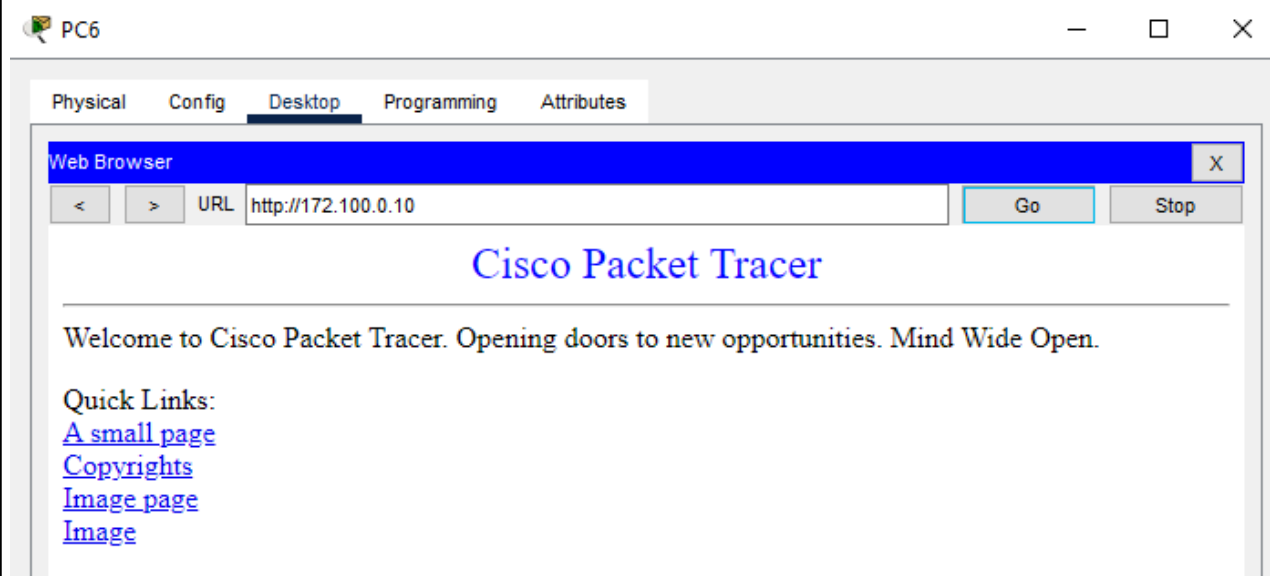 PC6
Physical Config Desktop Programming Attributes
Web Browser X
< > URL http://172.100.0.10 Go Stop
Cisco Packet Tracer
Welcome to Cisco Packet Tracer. Opening doors to new opportunities. Mind Wide Open.
Quick Links:
A small page
Copyrights
Image page
Image